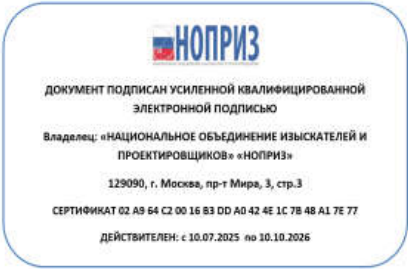 НОПРИЗ
ДОКУМЕНТ ПОДПИСАН УСИЛЕННОЙ КВАЛИФИЦИРОВАННОЙ
ЭЛЕКТРОННОЙ ПОДПИСЬЮ
Владелец: «НАЦИОНАЛЬНОЕ ОБЪЕДИНЕНИЕ ИЗЫСКАТЕЛЕЙ И
ПРОЕКТИРОВЩИКОВ» «НОПРИЗ»
129090, г. Москва, пр-т Мира, 3, стр.3
СЕРТИФИКАТ 02 A9 64 C2 00 16 B3 DD A0 42 4E 1C 7B 48 A1 7E 77
ДЕЙСТВИТЕЛЕН: с 10.07.2025 по 10.10.2026